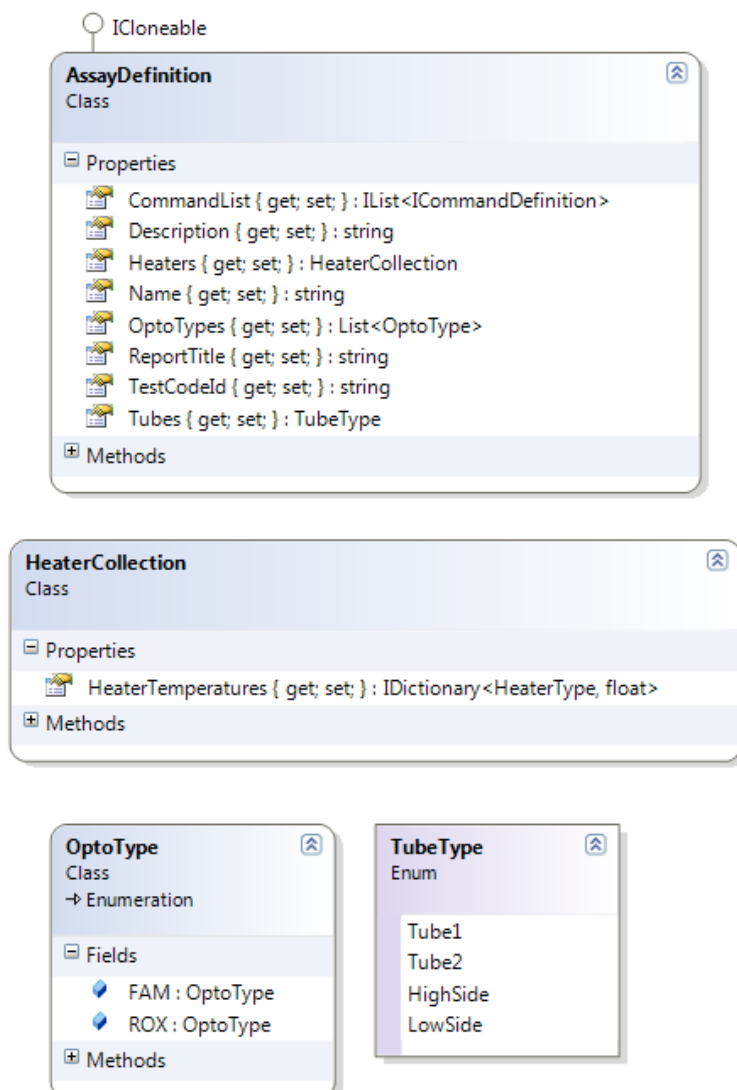 ICloneable
AssayDefinition
Class
Properties
CommandList { get; set; } : IList<ICommandDefinition>
Description { get; set; } : string
Heaters { get; set; } : HeaterCollection
Name { get; set; } : string
OptoTypes { get; set; } : List<OptoType>
ReportTitle { get; set; } : string
TestCodeId { get; set; } : string
Tubes { get; set; } : TubeType
Methods
HeaterCollection
Class
Properties
HeaterTemperatures { get; set; } : IDictionary<HeaterType, float>
Methods
OptoType
Class
Enumeration
Fields
FAM : OptoType
ROX : OptoType
Methods
TubeType
Enum
Tube1
Tube2
HighSide
LowSide